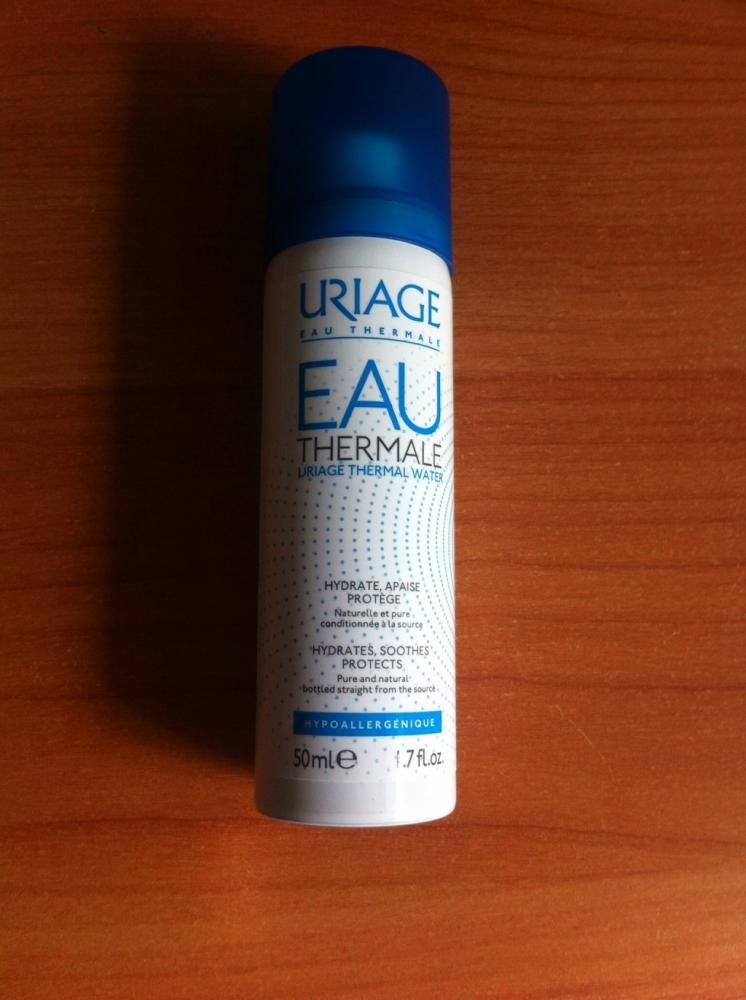 URIAGE
EAU THERMALE
EAU
THERMALE
URIAGE THERMAL WATER
HYDRATE, APAISE
PROTÈGE
Naturelle et pure
conditionnée à la source
HYDRATES, SOOTHES
PROTECTS
Pure and natural
bottled straight from the source
HYPOALLERGÉNIQUE
50ml℮ 1.7 fl.oz.